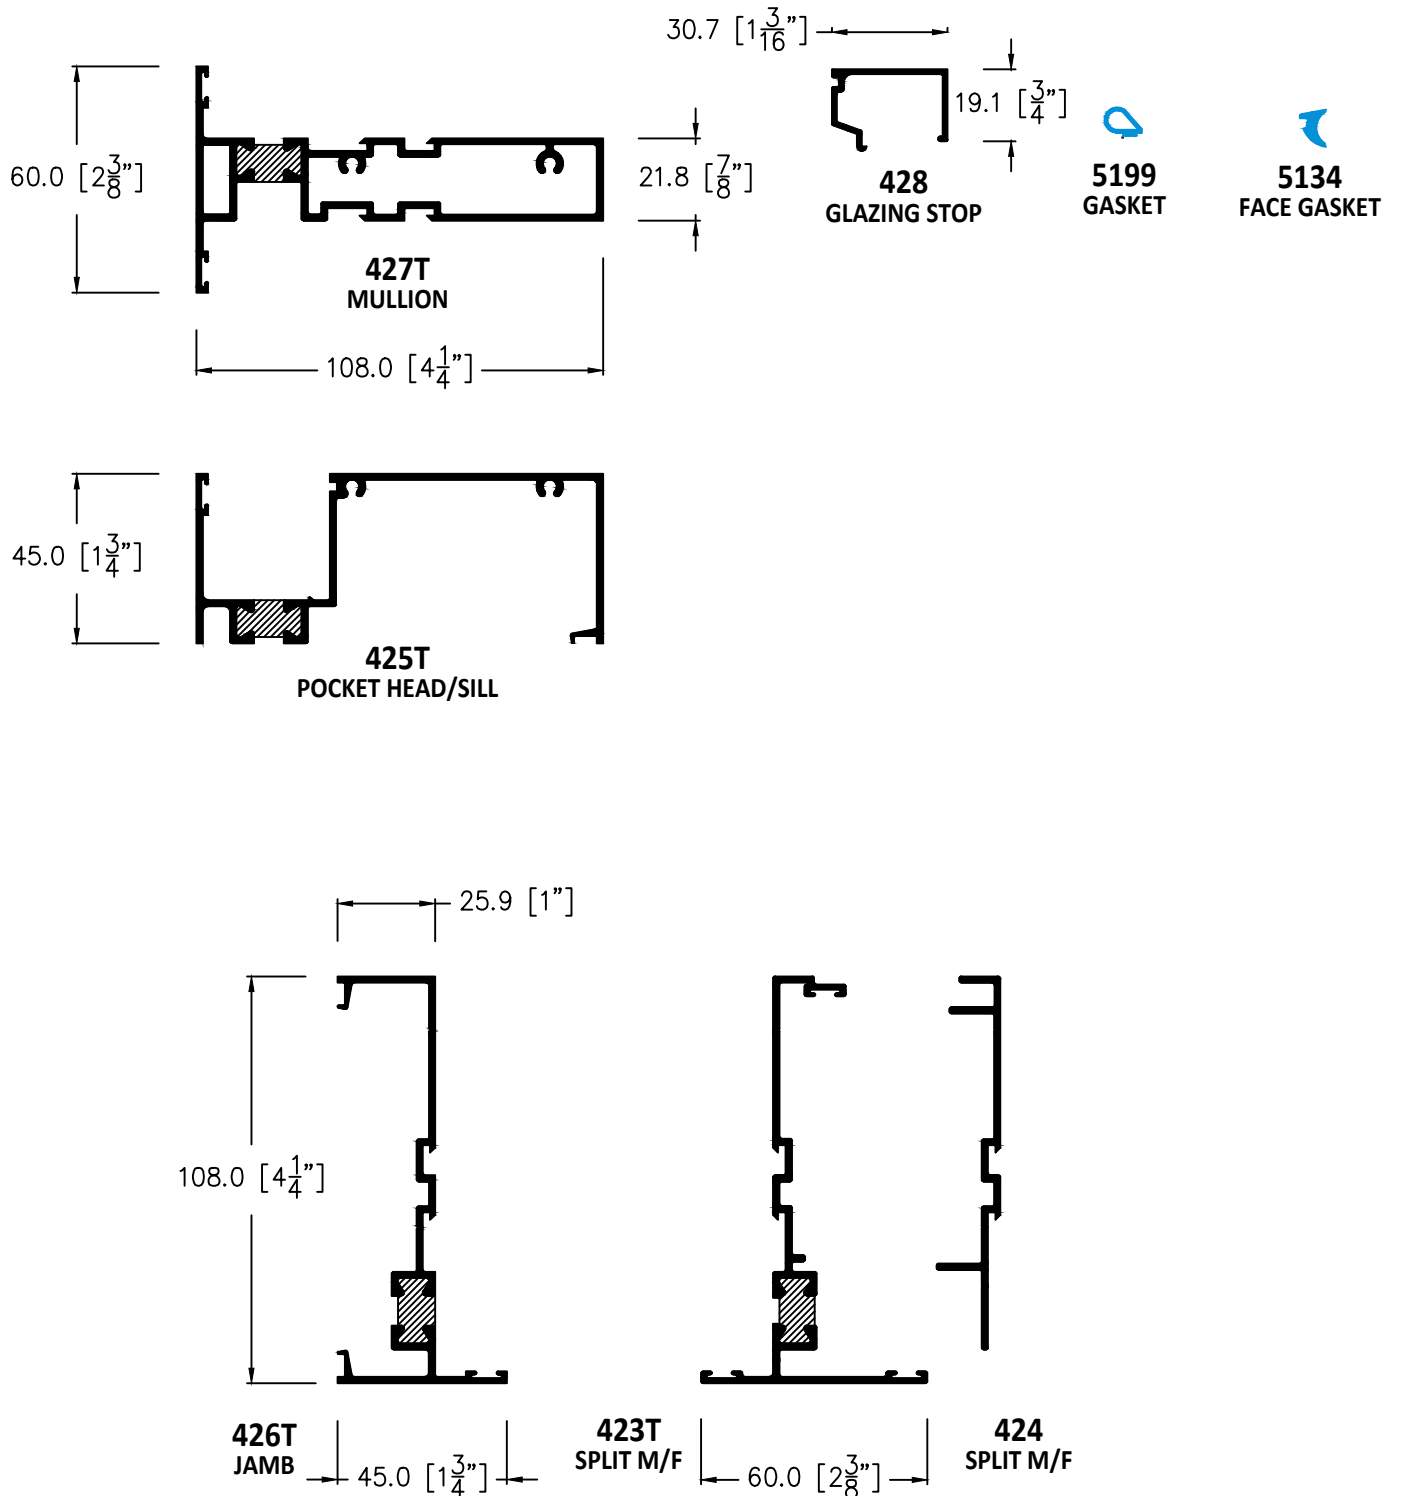 30.7 [1 3/16”]
60.0 [2 3/8”]
19.1 [3/4”]
21.8 [7/8”]
428
GLAZING STOP
5199
GASKET
5134
FACE GASKET
427T
MULLION
108.0 [4 1/4”]
45.0 [1 3/4”]
425T
POCKET HEAD/SILL
25.9 [1”]
108.0 [4 1/4”]
426T
JAMB
45.0 [1 3/4”]
423T
SPLIT M/F
60.0 [2 3/8”]
424
SPLIT M/F